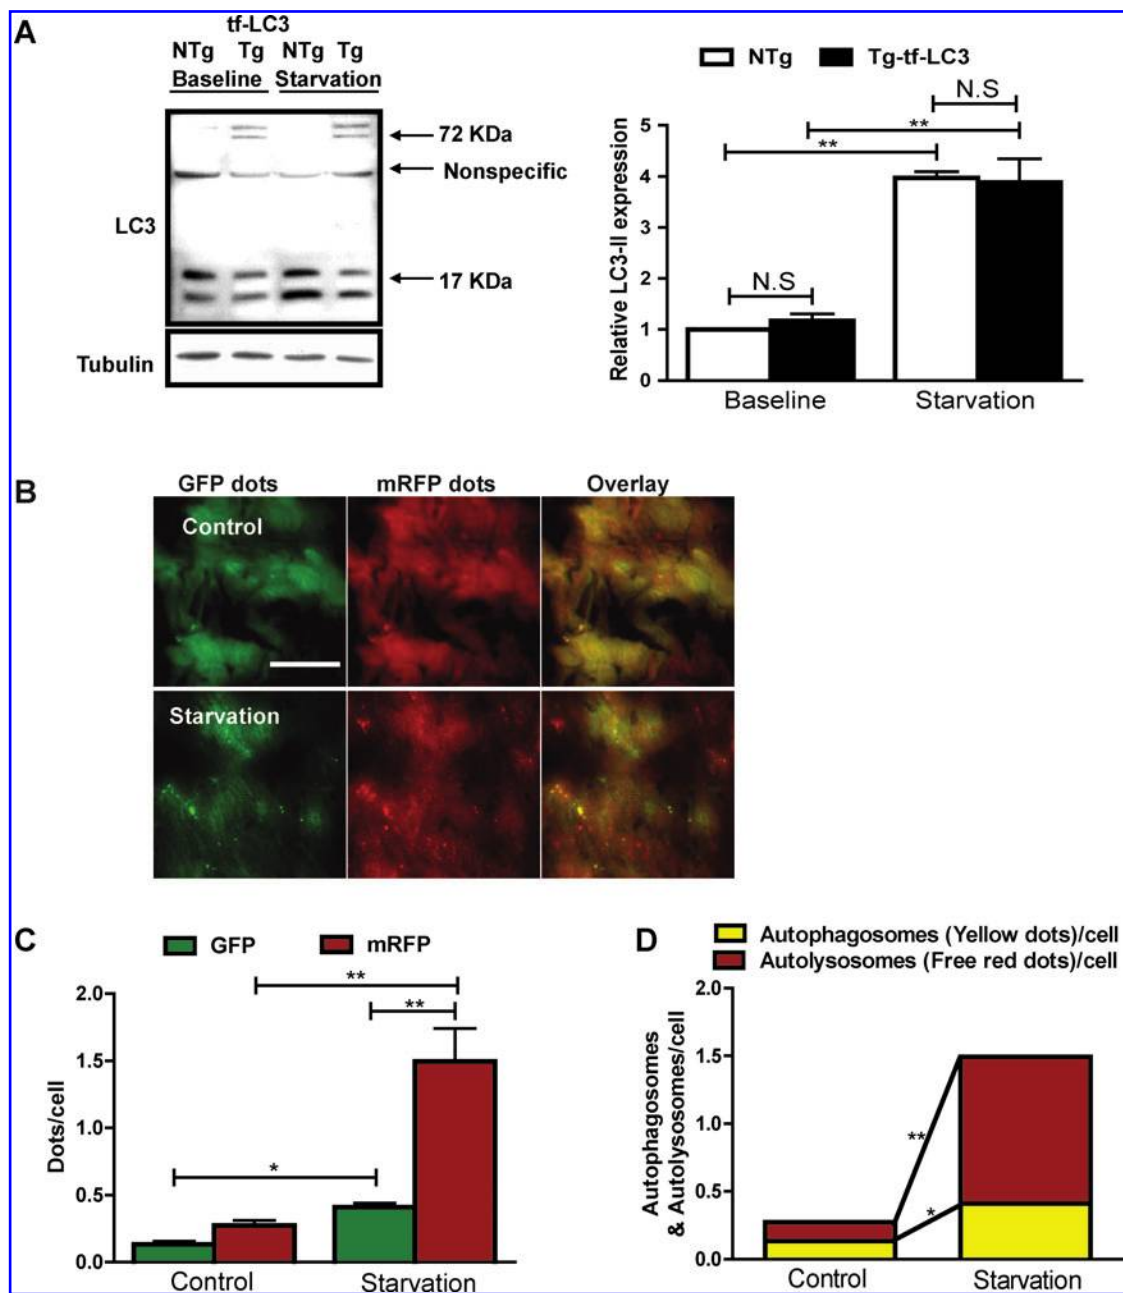 A
tf-LC3
NTg Tg NTg Tg
Baseline Starvation
72 KDa
Nonspecific
LC3
17 KDa
Tubulin
NTg Tg-tf-LC3
N.S
**
**
N.S
Relative LC3-II expression
5
4
3
2
1
0
Baseline Starvation
B
GFP dots mRFP dots Overlay
Control
Starvation
C
GFP mRFP
**
**
*
Dots/cell
2.0
1.5
1.0
0.5
0.0
Control Starvation
D
Autophagosomes (Yellow dots)/cell
Autolysosomes (Free red dots)/cell
Autophagosomes
& Autolysosomes/cell
2.0
1.5
1.0
0.5
0.0
**
*
Control Starvation